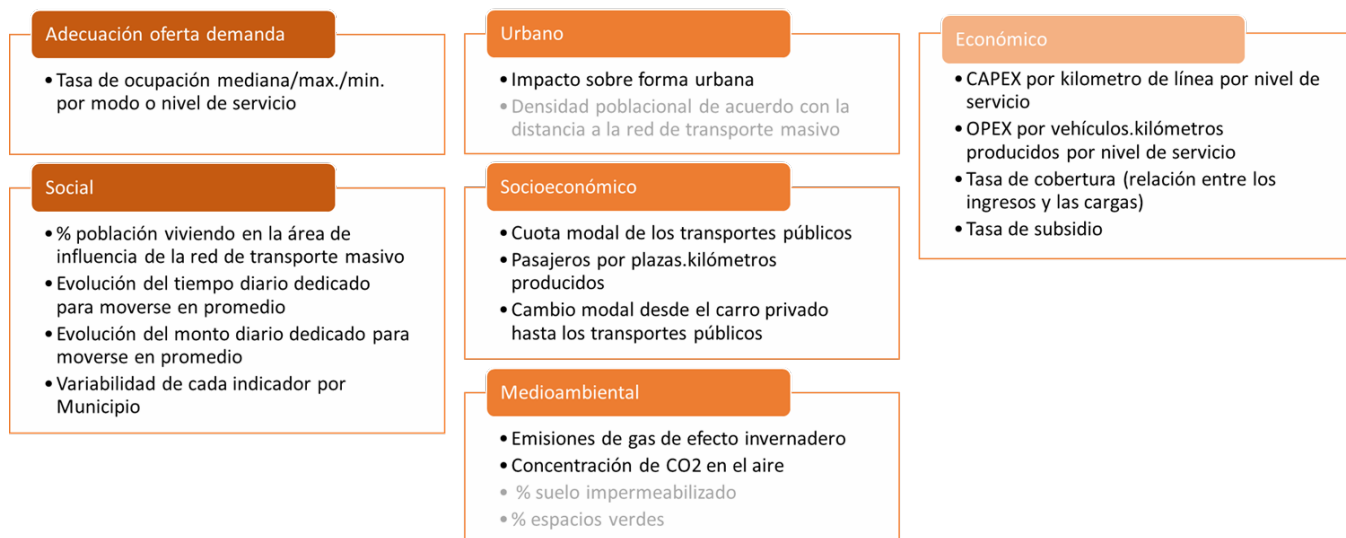 Adecuación oferta demanda
• Tasa de ocupación mediana/max./min.
por modo o nivel de servicio
Social
• % población viviendo en la área de
influencia de la red de transporte masivo
• Evolución del tiempo diario dedicado
para moverse en promedio
• Evolución del monto diario dedicado para
moverse en promedio
• Variabilidad de cada indicador por
Municipio
Urbano
• Impacto sobre forma urbana
• Densidad poblacional de acuerdo con la
distancia a la red de transporte masivo
Socioeconómico
• Cuota modal de los transportes públicos
• Pasajeros por plazas.kilómetros
producidos
• Cambio modal desde el carro privado
hasta los transportes públicos
Medioambiental
• Emisiones de gas de efecto invernadero
• Concentración de CO2 en el aire
• % suelo impermeabilizado
• % espacios verdes
Económico
• CAPEX por kilometro de línea por nivel de
servicio
• OPEX por vehículos.kilómetros
producidos por nivel de servicio
• Tasa de cobertura (relación entre los
ingresos y las cargas)
• Tasa de subsidio